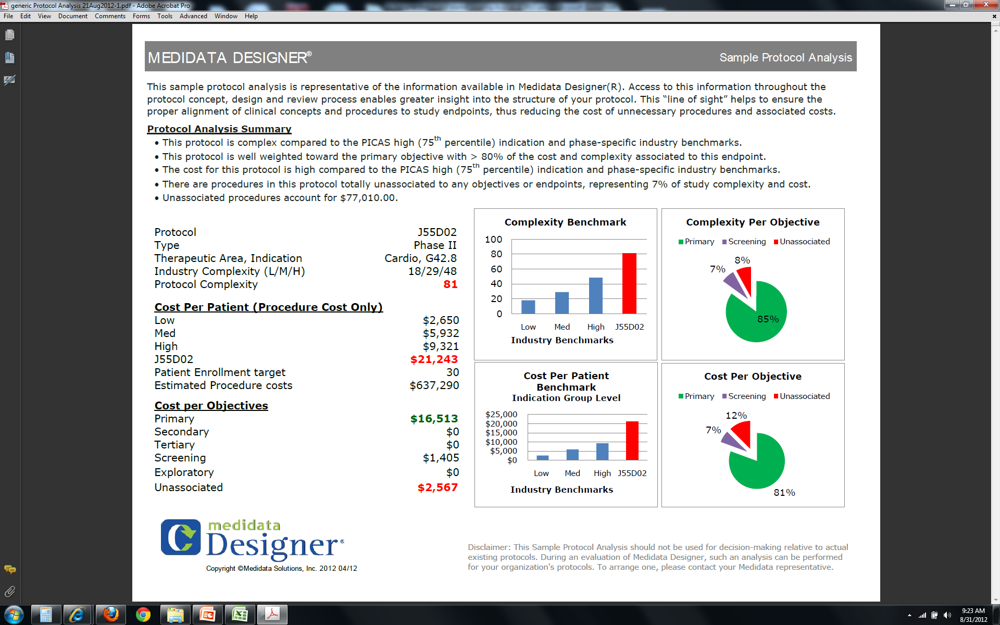 generic Protocol Analysis 21Aug2012-1.pdf - Adobe Acrobat Pro
File Edit View Document Comments Forms Tools Advanced Window Help
MEDIDATA DESIGNER®
Sample Protocol Analysis
This sample protocol analysis is representative of the information available in Medidata Designer(R). Access to this information throughout the
protocol concept, design and review process enables greater insight into the structure of your protocol. This “line of sight” helps to ensure the
proper alignment of clinical concepts and procedures to study endpoints, thus reducing the cost of unnecessary procedures and associated costs.
Protocol Analysis Summary
• This protocol is complex compared to the PICAS high (75th percentile) indication and phase-specific industry benchmarks.
• This protocol is well weighted toward the primary objective with > 80% of the cost and complexity associated to this endpoint.
• The cost for this protocol is high compared to the PICAS high (75th percentile) indication and phase-specific industry benchmarks.
• There are procedures in this protocol totally unassociated to any objectives or endpoints, representing 7% of study complexity and cost.
• Unassociated procedures account for $77,010.00.
Protocol J55D02
Type Phase II
Therapeutic Area, Indication Cardio, G42.8
Industry Complexity (L/M/H) 18/29/48
Protocol Complexity 81
Cost Per Patient (Procedure Cost Only)
Low $2,650
Med $5,932
High $9,321
J55D02 $21,243
Patient Enrollment target 30
Estimated Procedure costs $637,290
Cost per Objectives
Primary $16,513
Secondary $0
Tertiary $0
Screening $1,405
Exploratory $0
Unassociated $2,567
Complexity Benchmark
100
80
60
40
20
0
Low Med High J55D02
Industry Benchmarks
Complexity Per Objective
Primary Screening Unassociated
8%
7%
85%
Cost Per Patient
Benchmark
Indication Group Level
$25,000
$20,000
$15,000
$10,000
$5,000
$0
Low Med High J55D02
Industry Benchmarks
Cost Per Objective
Primary Screening Unassociated
12%
7%
81%
medidata
Designer®
Copyright ©Medidata Solutions, Inc. 2012 04/12
Disclaimer: This Sample Protocol Analysis should not be used for decision-making relative to actual
existing protocols. During an evaluation of Medidata Designer, such an analysis can be performed
for your organization's protocols. To arrange one, please contact your Medidata representative.
9:23 AM
8/31/2012